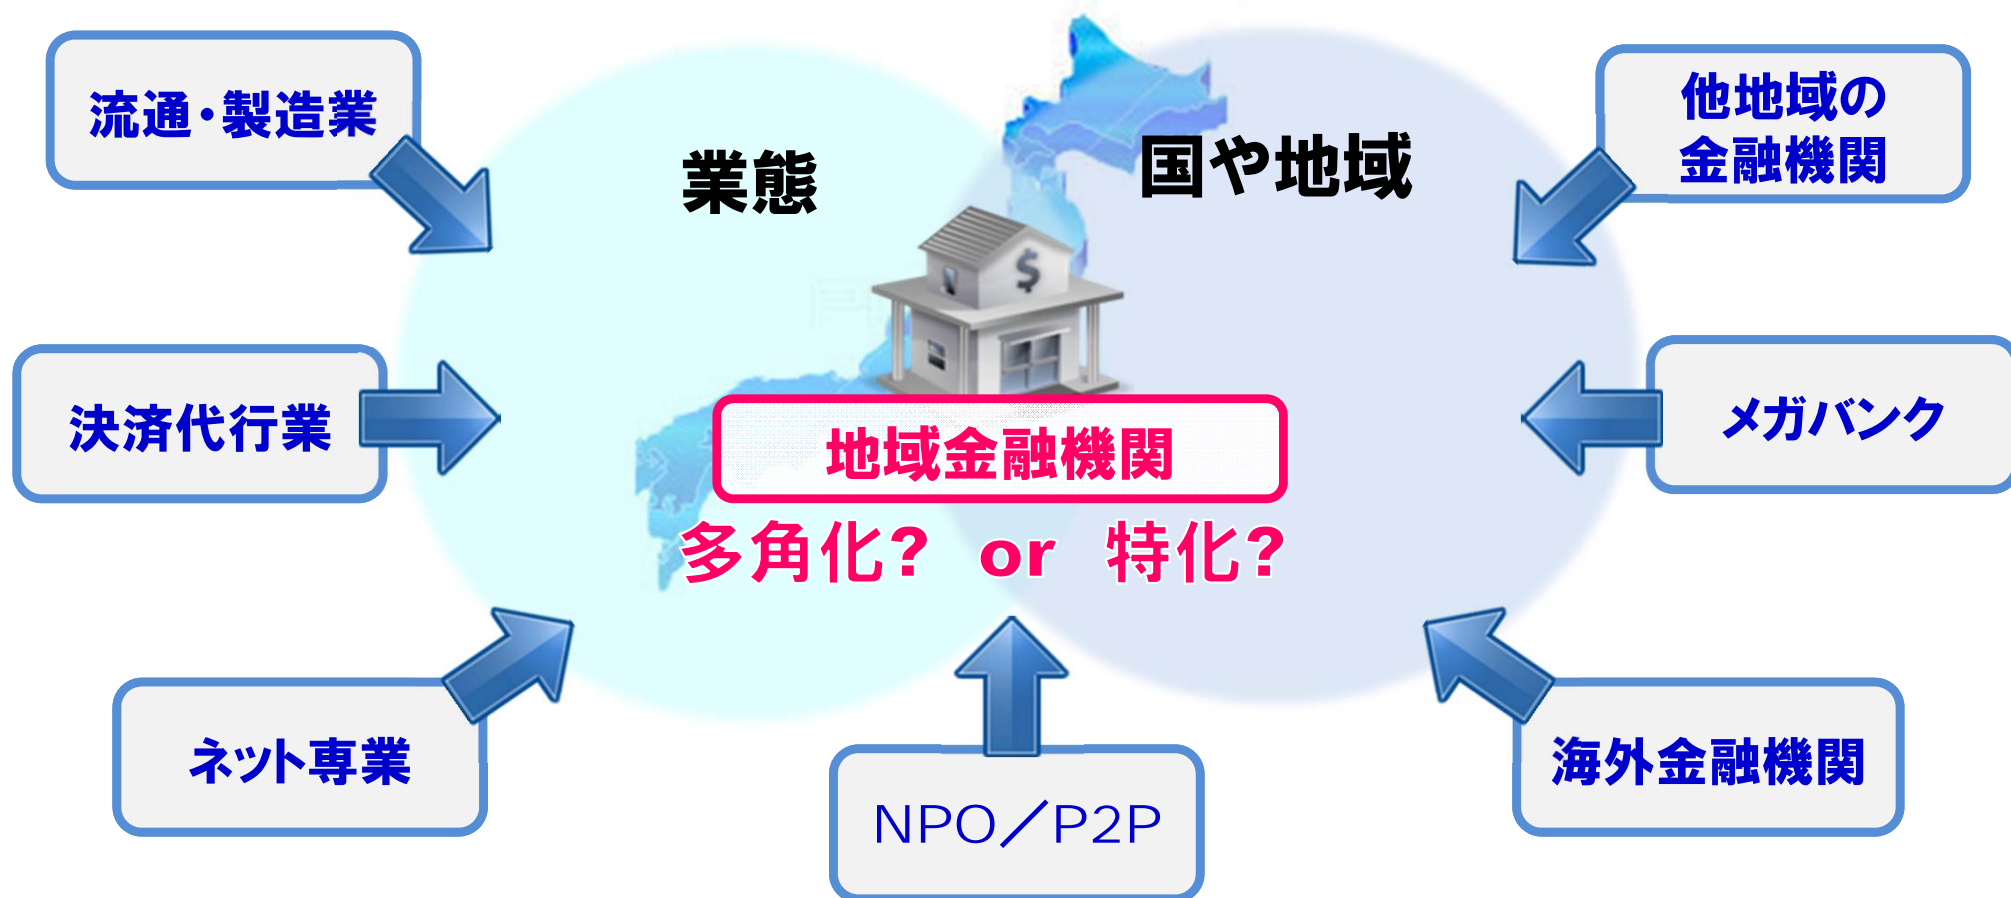 流通・製造業
他地域の
金融機関
業態
国や地域
$
決済代行業
メガバンク
地域金融機関
多角化? or 特化?
ネット専業
海外金融機関
NPO／P2P